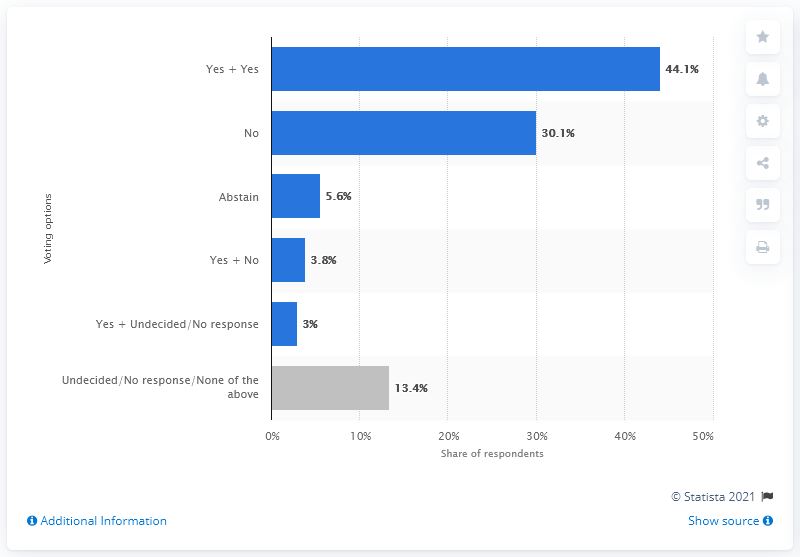 Yes + Yes
44.1%
No
30.1%
Abstain
5.6%
Yes + No
3.8%
Yes + Undecided/No response
3%
Undecided/No response/None of the
above
13.4%
Voting options
0%
10%
20%
30%
40%
50%
Share of respondents
© Statista 2021
Additional Information
Show source